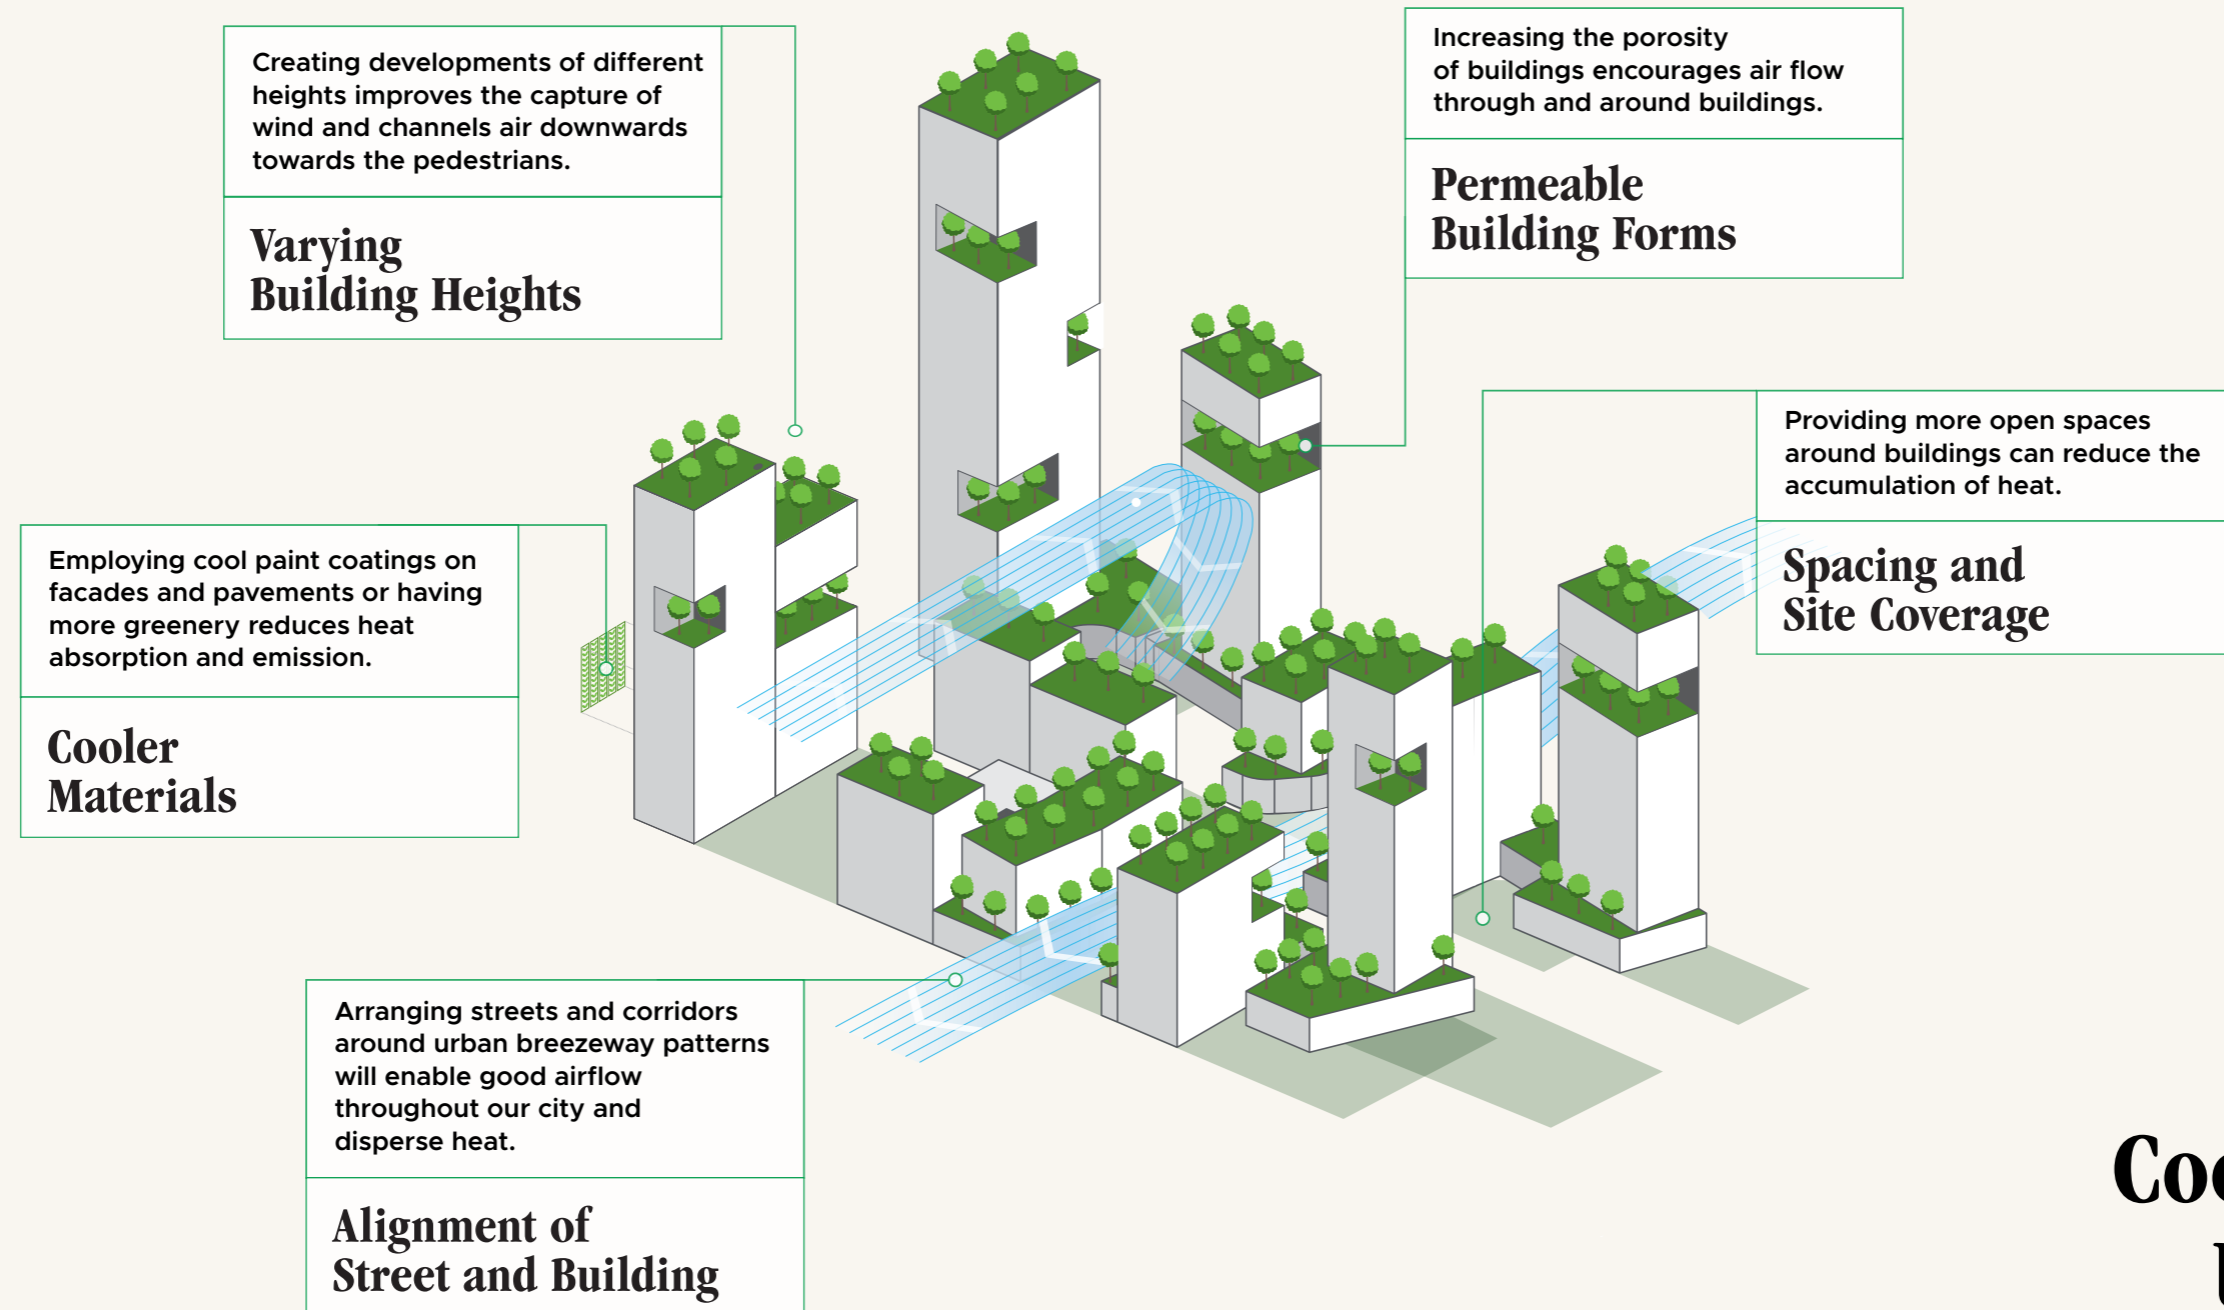 Creating developments of different
heights improves the capture of
wind and channels air downwards
towards the pedestrians.
Varying
Building Heights
Increasing the porosity
of buildings encourages air flow
through and around buildings.
Permeable
Building Forms
Providing more open spaces
around buildings can reduce the
accumulation of heat.
Spacing and
Site Coverage
Employing cool paint coatings on
facades and pavements or having
more greenery reduces heat
absorption and emission.
Cooler
Materials
Arranging streets and corridors
around urban breezeway patterns
will enable good airflow
throughout our city and
disperse heat.
Alignment of
Street and Building